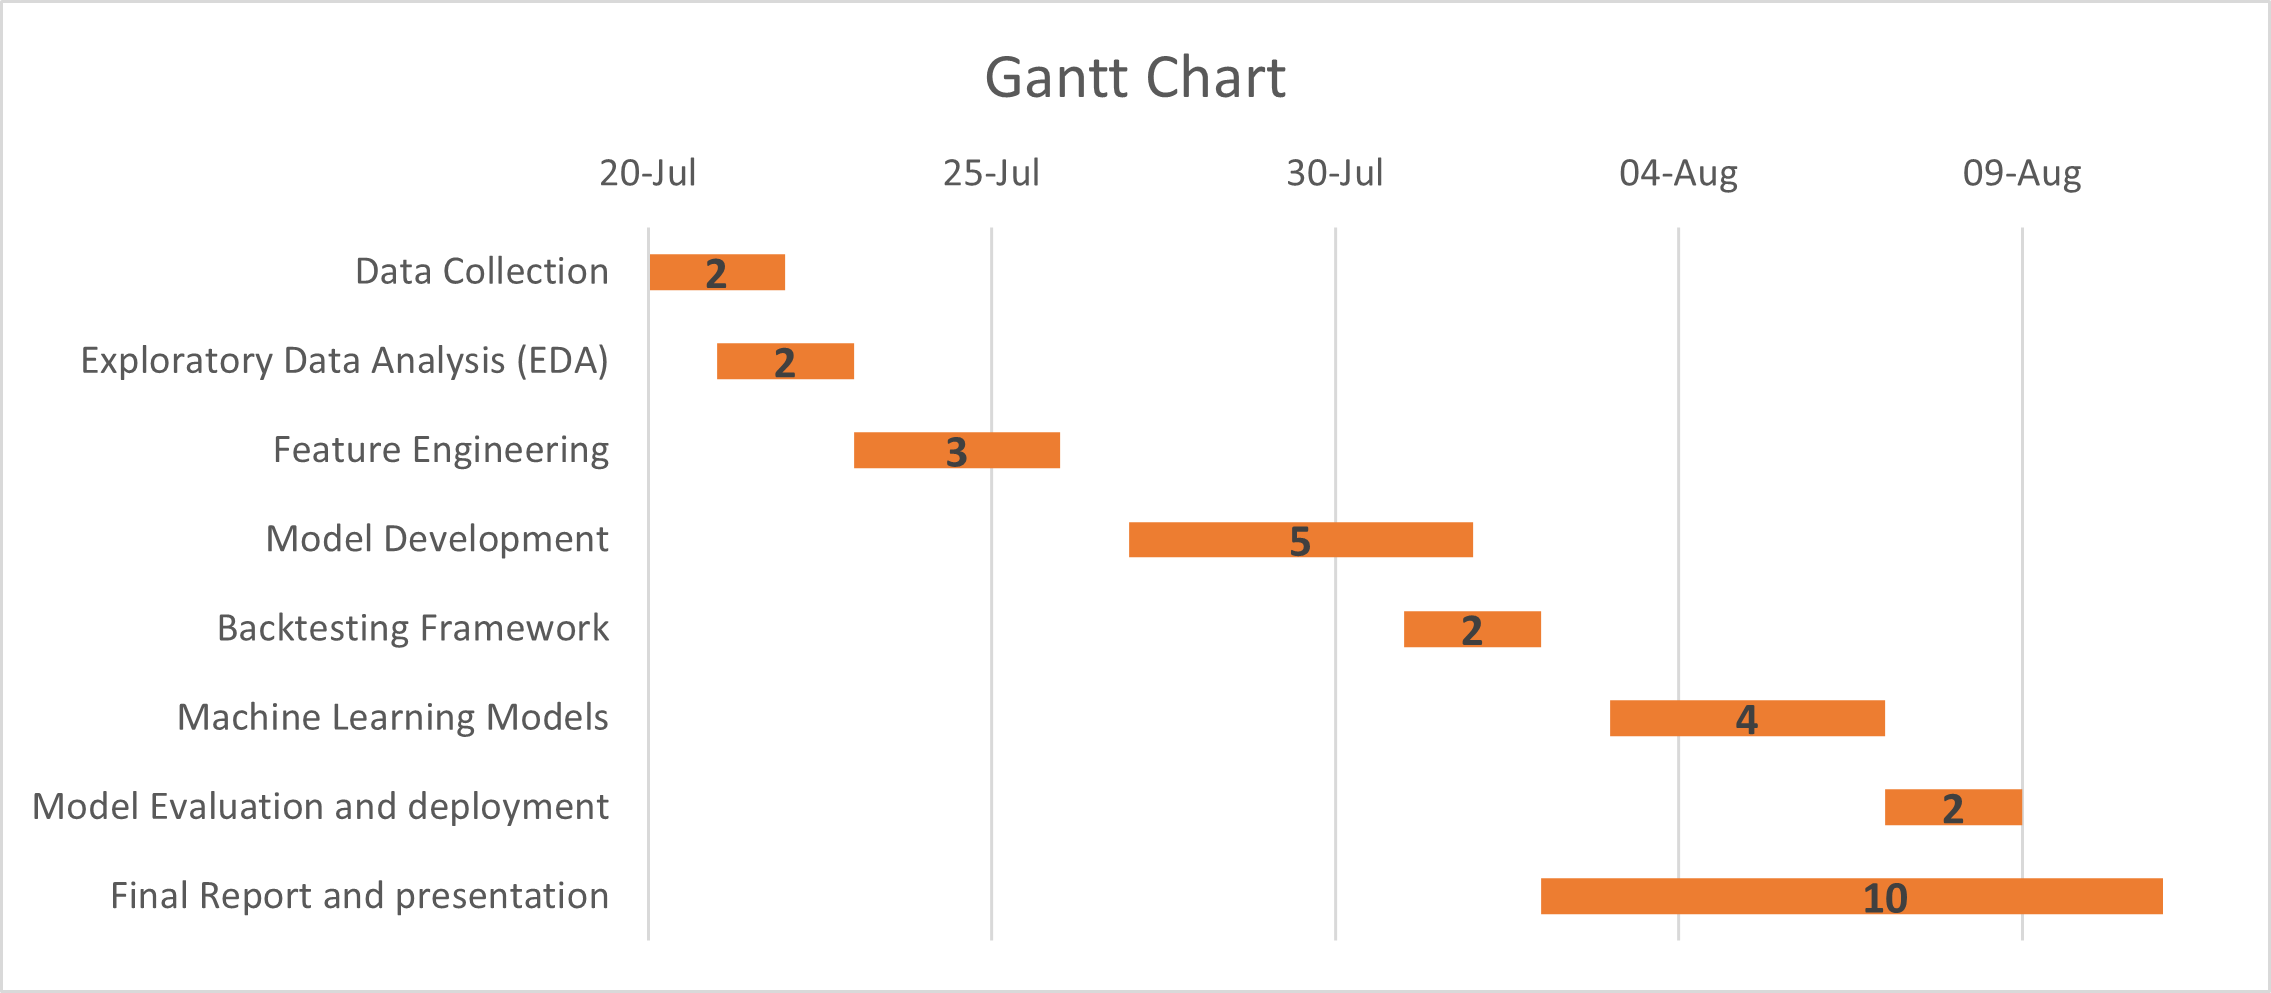 Gantt Chart
20-Jul 25-Jul 30-Jul 04-Aug 09-Aug
Data Collection 2
Exploratory Data Analysis (EDA) 2
Feature Engineering 3
Model Development 5
Backtesting Framework 2
Machine Learning Models 4
Model Evaluation and deployment 2
Final Report and presentation 10